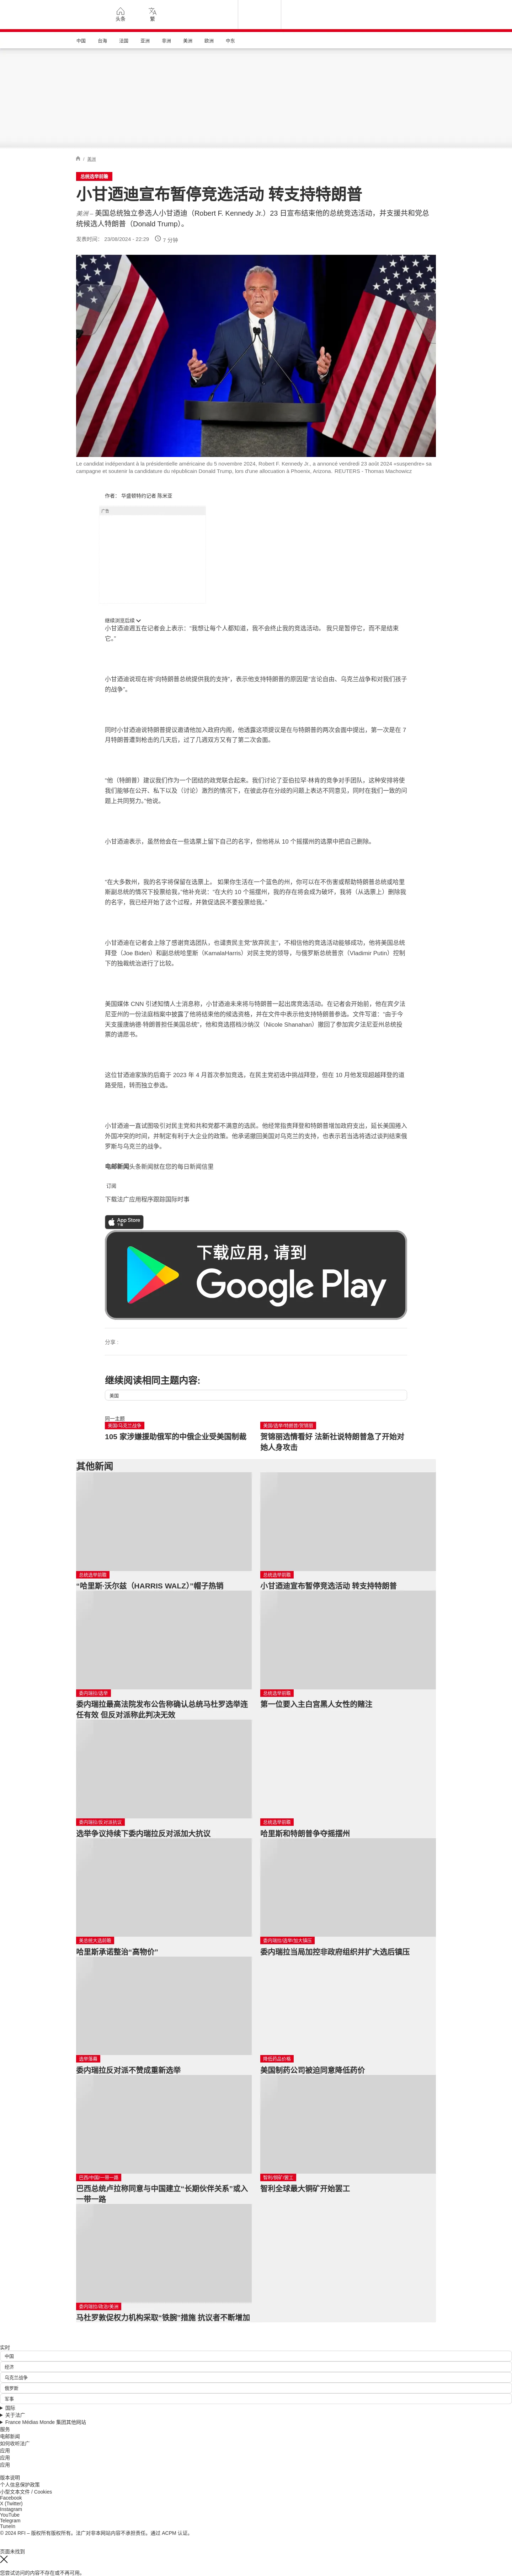 头条
繁
中国 台海 法国 亚洲 非洲 美洲 欧洲 中东
/ 美洲
总统选举前瞻
小甘迺迪宣布暂停竞选活动 转支持特朗普
美洲 – 美国总统独立参选人小甘迺迪（Robert F. Kennedy Jr.）23 日宣布结束他的总统竞选活动，并支援共和党总
统候选人特朗普（Donald Trump）。
发表时间： 23/08/2024 - 22:29 7 分钟
Le candidat indépendant à la présidentielle américaine du 5 novembre 2024, Robert F. Kennedy Jr., a annoncé vendredi 23 août 2024 «suspendre» sa
campagne et soutenir la candidature du républicain Donald Trump, lors d'une allocution à Phoenix, Arizona. REUTERS - Thomas Machowicz
作者： 华盛顿特约记者 陈米亚
广告
继续浏览后续
小甘迺迪週五在记者会上表示：“我想让每个人都知道，我不会终止我的竞选活动。 我只是暂停它，而不是结束
它。”
小甘迺迪说现在将“向特朗普总统提供我的支持”，表示他支持特朗普的原因是“言论自由、乌克兰战争和对我们孩子
的战争”。
同时小甘迺迪说特朗普提议邀请他加入政府内阁，他透露这项提议是在与特朗普的两次会面中提出，第一次是在 7
月特朗普遭到枪击的几天后，过了几週双方又有了第二次会面。
“他（特朗普）建议我们作为一个团结的政党联合起来。我们讨论了亚伯拉罕·林肯的竞争对手团队，这种安排将使
我们能够在公开、私下以及（讨论）激烈的情况下，在彼此存在分歧的问题上表达不同意见，同时在我们一致的问
题上共同努力。”他说。
小甘迺迪表示，虽然他会在一些选票上留下自己的名字，但他将从 10 个摇摆州的选票中把自己删除。
“在大多数州，我的名字将保留在选票上。 如果你生活在一个蓝色的州，你可以在不伤害或帮助特朗普总统或哈里
斯副总统的情况下投票给我，”他补充说：“在大约 10 个摇摆州，我的存在将会成为破坏，我将（从选票上）删除我
的名字，我已经开始了这个过程，并敦促选民不要投票给我。”
小甘迺迪在记者会上除了感谢竞选团队，也谴责民主党“放弃民主”，不相信他的竞选活动能够成功，他将美国总统
拜登（Joe Biden）和副总统哈里斯（KamalaHarris）对民主党的领导，与俄罗斯总统普京（Vladimir Putin）控制
下的独裁统治进行了比较。
美国媒体 CNN 引述知情人士消息称，小甘迺迪未来将与特朗普一起出席竞选活动。在记者会开始前，他在宾夕法
尼亚州的一份法庭档案中披露了他将结束他的候选资格，并在文件中表示他支持特朗普参选。文件写道：“由于今
天支援唐纳德·特朗普担任美国总统”，他和竞选搭档沙纳汉（Nicole Shanahan）撤回了参加宾夕法尼亚州总统投
票的请愿书。
这位甘迺迪家族的后裔于 2023 年 4 月首次参加竞选，在民主党初选中挑战拜登，但在 10 月他发现超越拜登的道
路受阻，转而独立参选。
小甘迺迪一直试图吸引对民主党和共和党都不满意的选民。他经常指责拜登和特朗普增加政府支出，延长美国捲入
外国冲突的时间，并制定有利于大企业的政策。他承诺撤回美国对乌克兰的支持，也表示若当选将透过谈判结束俄
罗斯与乌克兰的战争。
电邮新闻头条新闻就在您的每日新闻信里
订阅
下载法广应用程序跟踪国际时事
App Store
下载
下载应用，请到
Google Play
分享 :
继续阅读相同主题内容:
美国
同一主题
美国/乌克兰战争
105 家涉嫌援助俄军的中俄企业受美国制裁
美国/选举/特朗普/贺锦丽
贺锦丽选情看好 法新社说特朗普急了开始对
她人身攻击
其他新闻
总统选举前瞻
“哈里斯·沃尔兹（HARRIS WALZ）”帽子热销
总统选举前瞻
小甘迺迪宣布暂停竞选活动 转支持特朗普
委内瑞拉/选举
委内瑞拉最高法院发布公告称确认总统马杜罗选举连
任有效 但反对派称此判决无效
总统选举前瞻
第一位要入主白宫黑人女性的赌注
委内瑞拉/反对派抗议
选举争议持续下委内瑞拉反对派加大抗议
总统选举前瞻
哈里斯和特朗普争夺摇摆州
美总统大选前瞻
哈里斯承诺整治“高物价”
委内瑞拉/选举/加大镇压
委内瑞拉当局加控非政府组织并扩大选后镇压
选举落幕
委内瑞拉反对派不赞成重新选举
降低药品价格
美国制药公司被迫同意降低药价
巴西/中国/一带一路
巴西总统卢拉称同意与中国建立“长期伙伴关系”或入
一带一路
智利/铜矿/罢工
智利全球最大铜矿开始罢工
委内瑞拉/政治/美洲
马杜罗敦促权力机构采取“铁腕”措施 抗议者不断增加
实时
中国
经济
乌克兰战争
俄罗斯
军事
国际
关于法广
France Médias Monde 集团其他网站
服务
电邮新闻
如何收听法广
应用
应用
应用
版本说明
个人信息保护政策
小型文本文件 / Cookies
Facebook
X (Twitter)
Instagram
YouTube
Telegram
TuneIn
© 2024 RFI – 版权所有版权所有。法广对非本网站内容不承担责任。通过 ACPM 认证。
页面未找到
您尝试访问的内容不存在或不再可用。